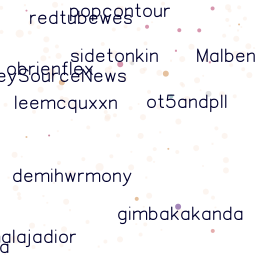 popcontour
redtubewes
sidetonkin
Malben
obrienflex
eySourceNews
leemcquxxn
ot5andpll
demihwrmony
gimbakakanda
alajadior
a